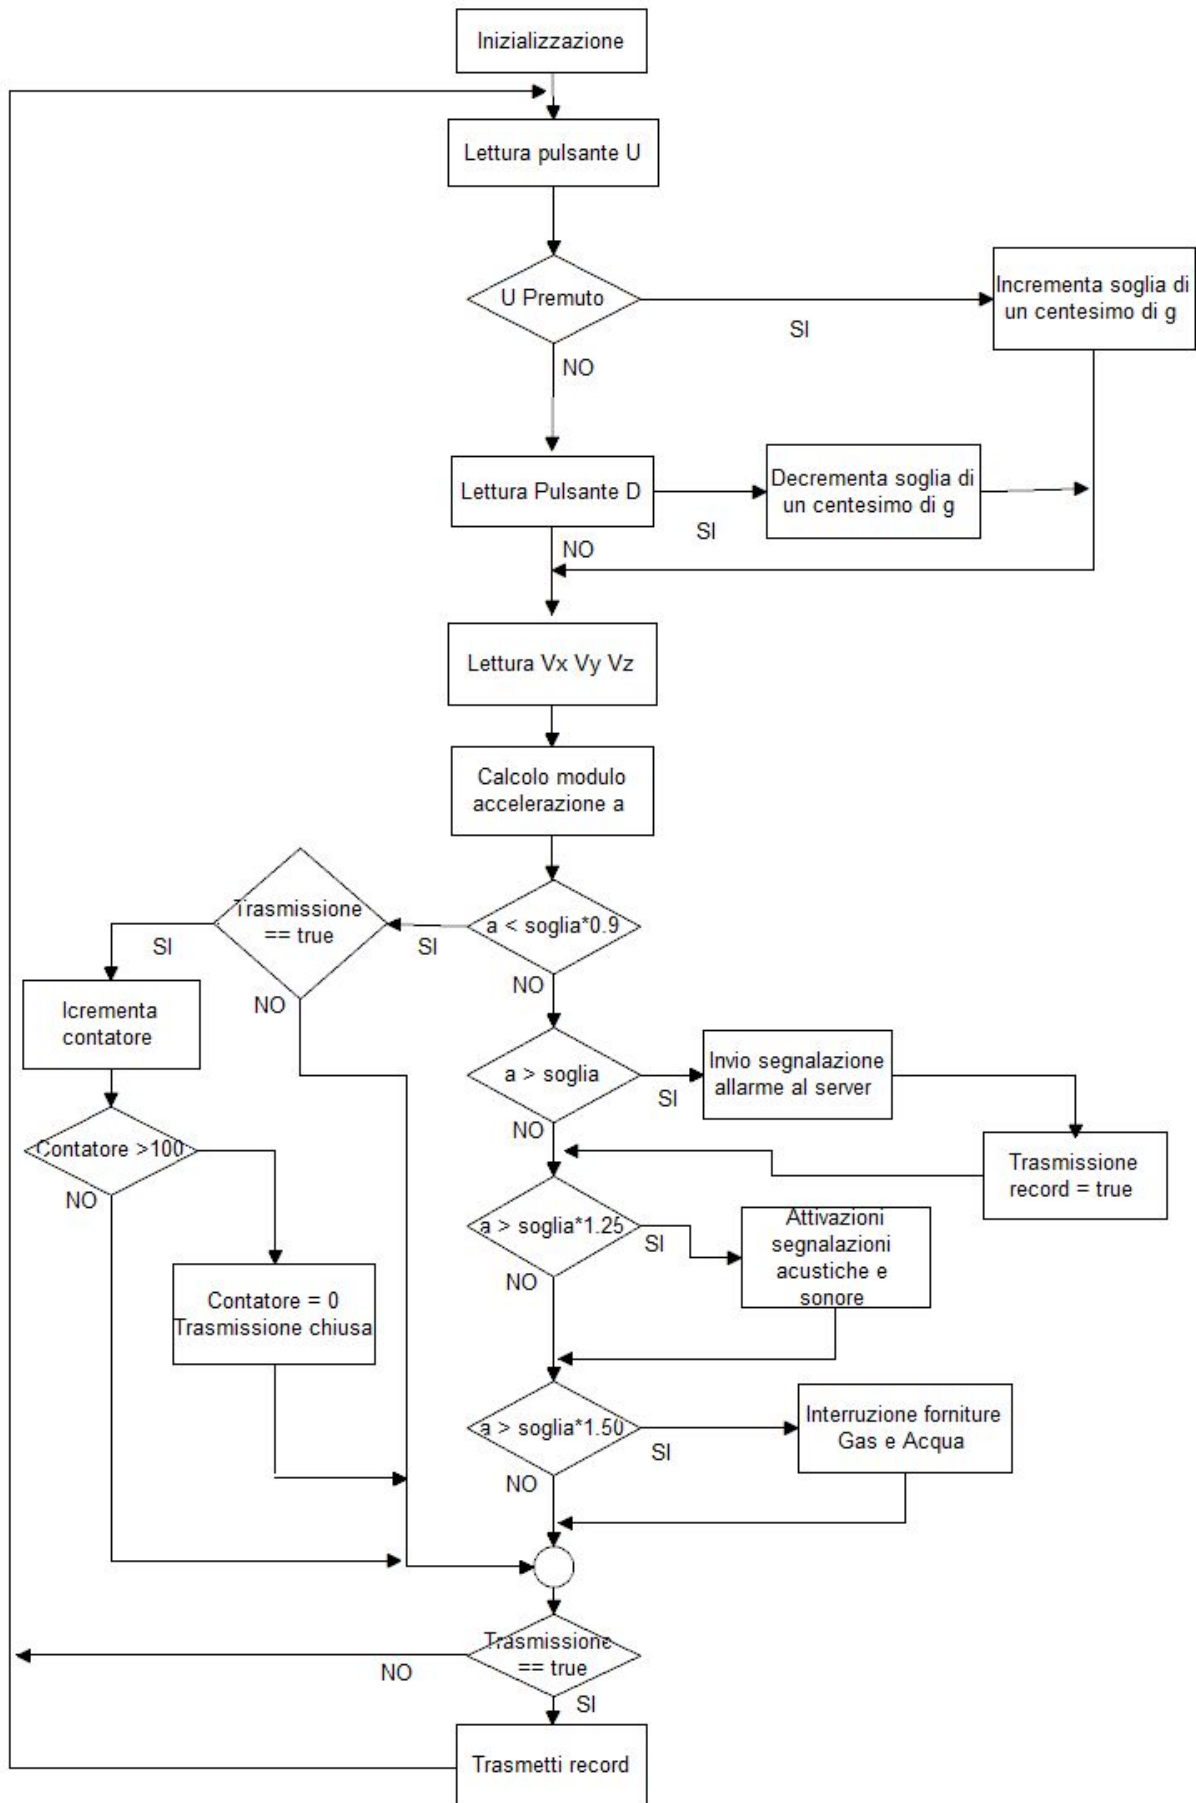 Inizializzazione
Lettura pulsante U
U Premuto
SI
Incrementa soglia di
un centesimo di g
NO
Lettura Pulsante D
SI
Decrementa soglia di
un centesimo di g
NO
Lettura Vx Vy Vz
Calcolo modulo
accelerazione a
a < soglia*0.9
SI
Trasmissione
== true
SI
NO
Icrementa
contatore
Contatore >100
NO
Contatore = 0
Trasmissione chiusa
NO
a > soglia
SI
Invio segnalazione
allarme al server
Trasmissione
record = true
NO
a > soglia*1.25
SI
Attivazioni
segnalazioni
acustiche e
sonore
NO
a > soglia*1.50
SI
Interruzione forniture
Gas e Acqua
NO
Trasmissione
== true
NO
SI
Trasmetti record